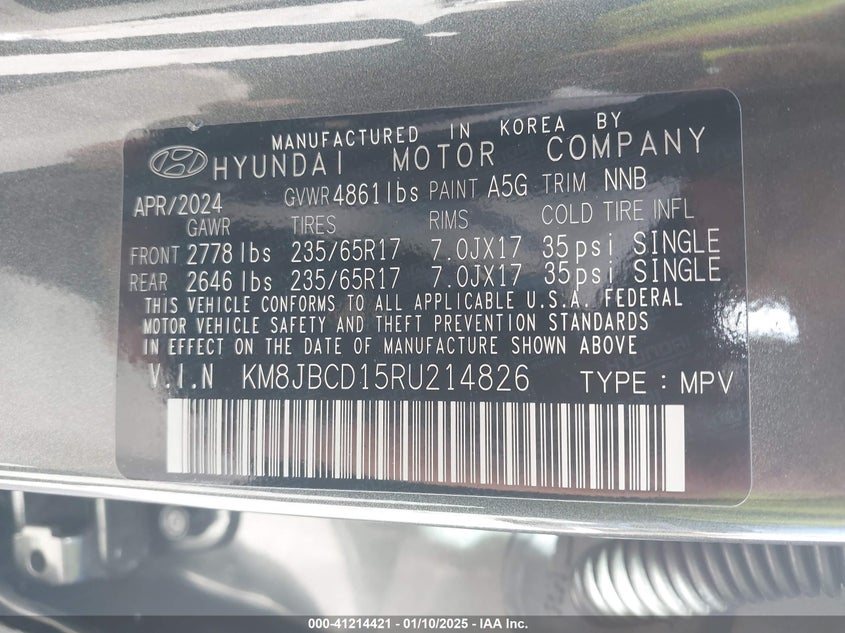 MANUFACTURED IN KOREA BY
HYUNDAI MOTOR COMPANY
APR/2024 GVWR 4861lbs PAINT A5G TRIM NNB
GAWR TIRES RIMS COLD TIRE INFL
FRONT 2778 lbs 235/65R17 7.0JX17 35psi SINGLE
REAR 2646 lbs 235/65R17 7.0JX17 35psi SINGLE
THIS VEHICLE CONFORMS TO ALL APPLICABLE U.S.A. FEDERAL
MOTOR VEHICLE SAFETY AND THEFT PREVENTION STANDARDS
IN EFFECT ON THE DATE OF MANUFACTURE SHOWN ABOVE
V.I.N KM8JBCD15RU214826 TYPE : MPV
000-41214421 - 01/10/2025 - IAA Inc.